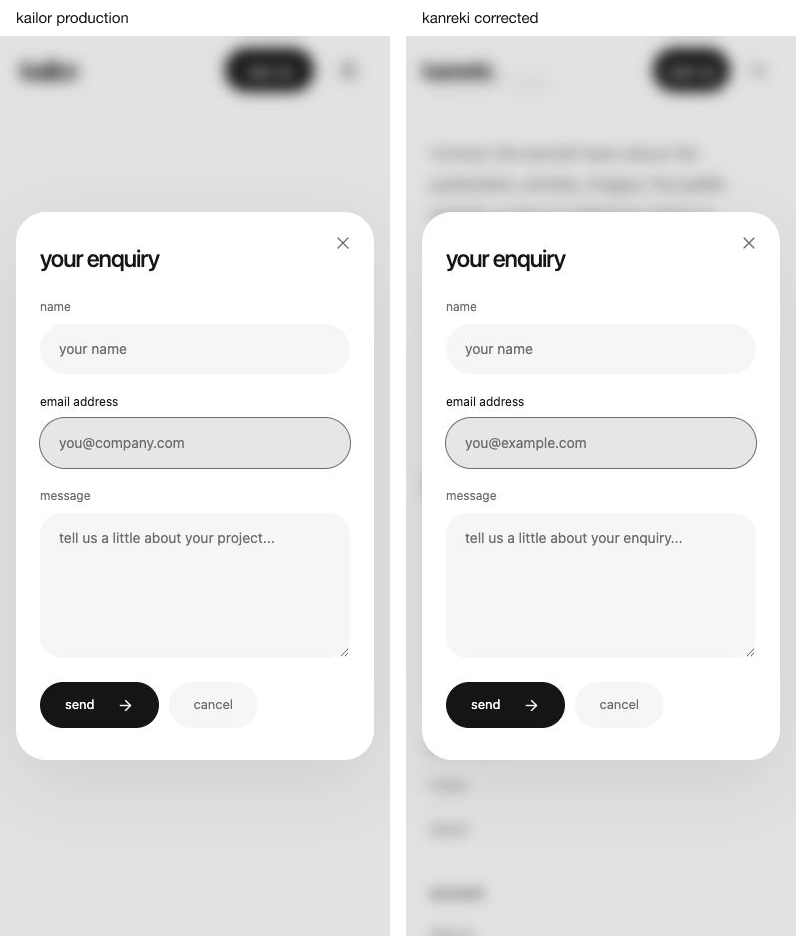 kailor production
your enquiry
name
your name
email address
you@company.com
message
tell us a little about your project...
send
cancel
kanreki corrected
your enquiry
name
your name
email address
you@example.com
message
tell us a little about your enquiry...
send
cancel